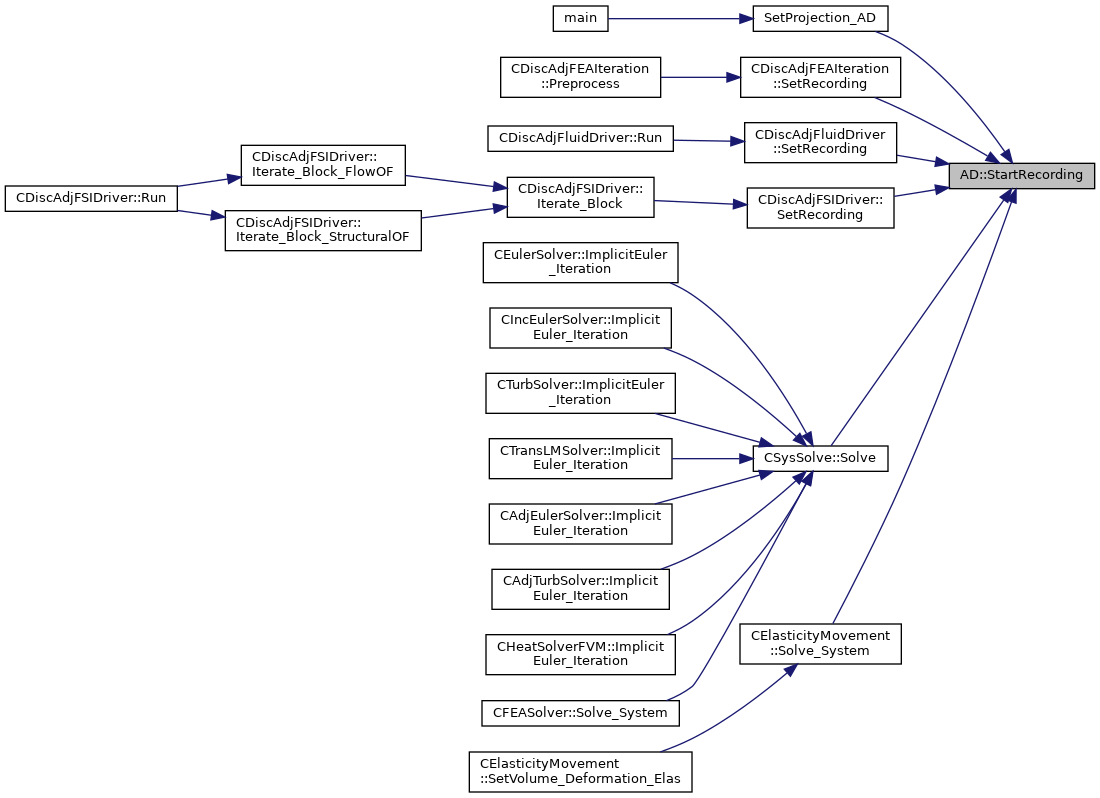 main
SetProjection_AD
CDiscAdjFEAIteration
::Preprocess
CDiscAdjFEAIteration
::SetRecording
CDiscAdjFluidDriver::Run
CDiscAdjFluidDriver
::SetRecording
CDiscAdjFSIDriver::
Iterate_Block_FlowOF
AD::StartRecording
CDiscAdjFSIDriver::Run
CDiscAdjFSIDriver::
Iterate_Block
CDiscAdjFSIDriver::
SetRecording
CDiscAdjFSIDriver::
Iterate_Block_StructuralOF
CEulerSolver::ImplicitEuler
_Iteration
CIncEulerSolver::Implicit
Euler_Iteration
CTurbSolver::ImplicitEuler
_Iteration
CTransLMSolver::Implicit
Euler_Iteration
CSysSolve::Solve
CAdjEulerSolver::Implicit
Euler_Iteration
CAdjTurbSolver::Implicit
Euler_Iteration
CHeatSolverFVM::Implicit
Euler_Iteration
CElasticityMovement
::Solve_System
CFEASolver::Solve_System
CElasticityMovement
::SetVolume_Deformation_Elas